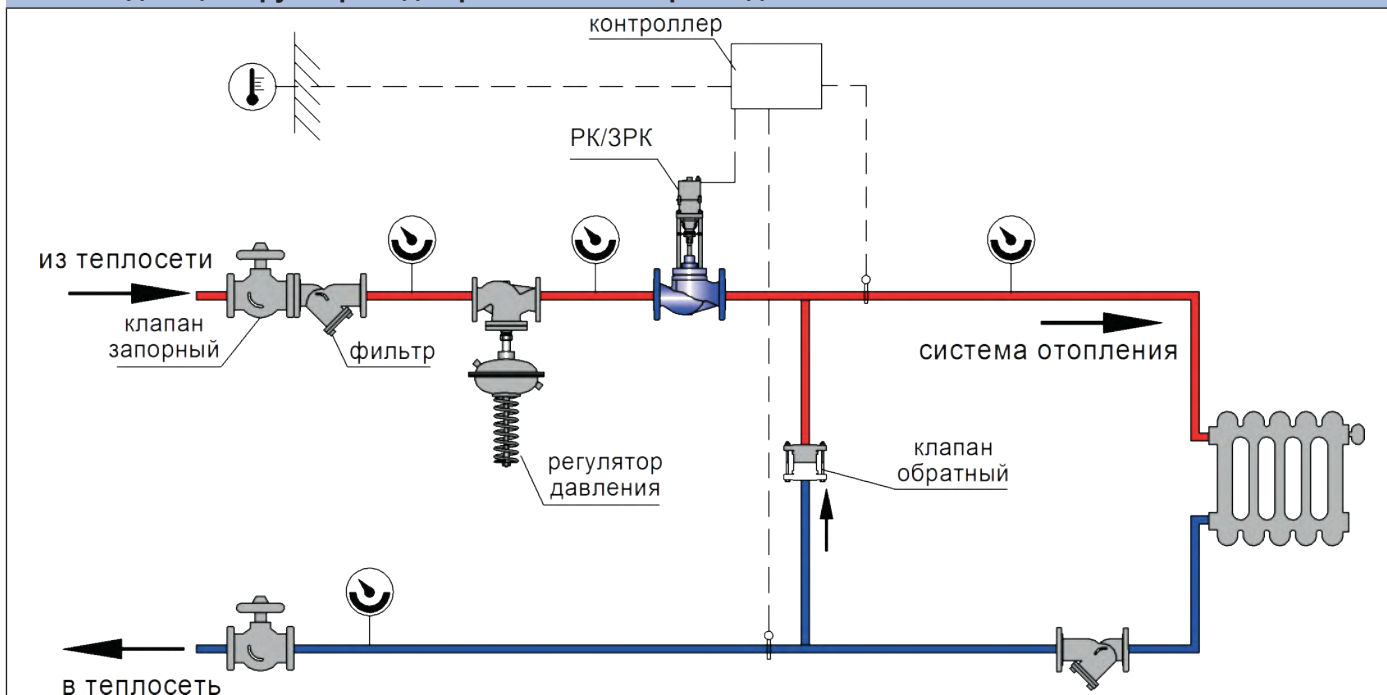 контроллер
РК/ЗРК
из теплосети
клапан
запорный
фильтр
система отопления
регулятор
давления
клапан
обратный
в теплосеть